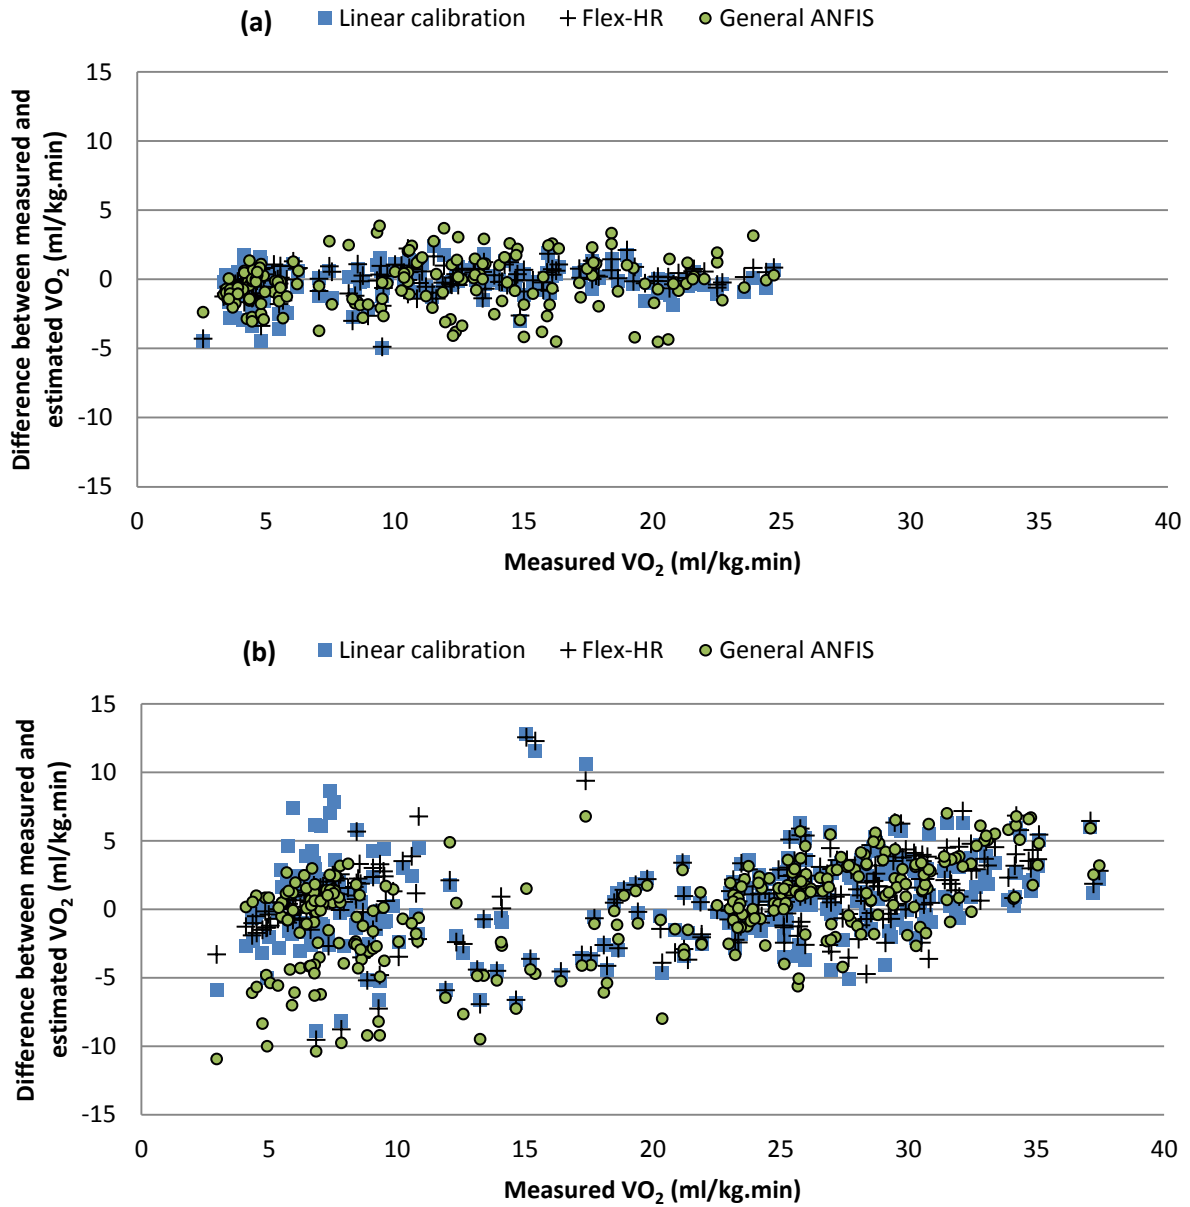 (a) Linear calibration Flex-HR General ANFIS
Difference between measured and
estimated VO₂ (ml/kg.min)
15
10
5
0
-5
-10
-15
0 5 10 15 20 25 30 35 40
Measured VO₂ (ml/kg.min)
(b) Linear calibration Flex-HR General ANFIS
Difference between measured and
estimated VO₂ (ml/kg.min)
15
10
5
0
-5
-10
-15
0 5 10 15 20 25 30 35 40
Measured VO₂ (ml/kg.min)